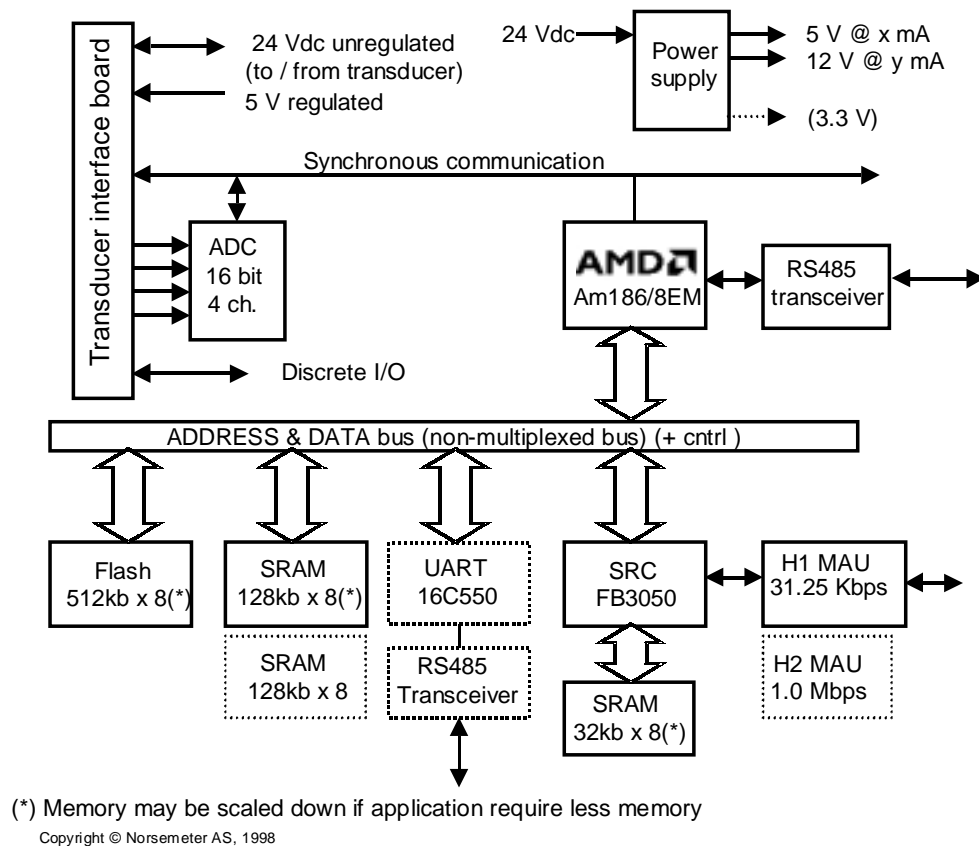 Transducer interface board
24 Vdc unregulated
(to / from transducer)
5 V regulated
24 Vdc
Power
supply
5 V @ x mA
12 V @ y mA
(3.3 V)
Synchronous communication
ADC
16 bit
4 ch.
AMD
Am186/8EM
RS485
transceiver
Discrete I/O
ADDRESS & DATA bus (non-multiplexed bus) (+ cntrl )
Flash
512kb x 8(*)
SRAM
128kb x 8(*)
SRAM
128kb x 8
UART
16C550
RS485
Transceiver
SRC
FB3050
SRAM
32kb x 8(*)
H1 MAU
31.25 Kbps
H2 MAU
1.0 Mbps
(*) Memory may be scaled down if application require less memory
Copyright © Norsemeter AS, 1998